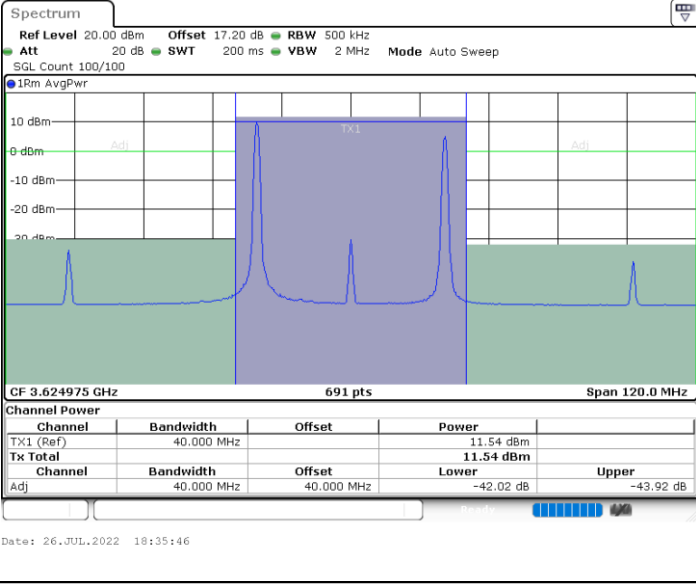 Spectrum
Ref Level 20.00 dBm Offset 17.20 dB RBW 500 kHz
Att 20 dB SWT 200 ms VBW 2 MHz Mode Auto Sweep
SGL Count 100/100
1Rm AvgPwr
10 dBm
TX1
Adj
Adj
0 dBm
-10 dBm
-20 dBm
-30 dBm
CF 3.624975 GHz 691 pts Span 120.0 MHz
Channel Power
Channel Bandwidth Offset Power
TX1 (Ref) 40.000 MHz 11.54 dBm
Tx Total 11.54 dBm
Channel Bandwidth Offset Lower Upper
Adj 40.000 MHz 40.000 MHz -42.02 dB -43.92 dB
Ready
Date: 26.JUL.2022 18:35:46